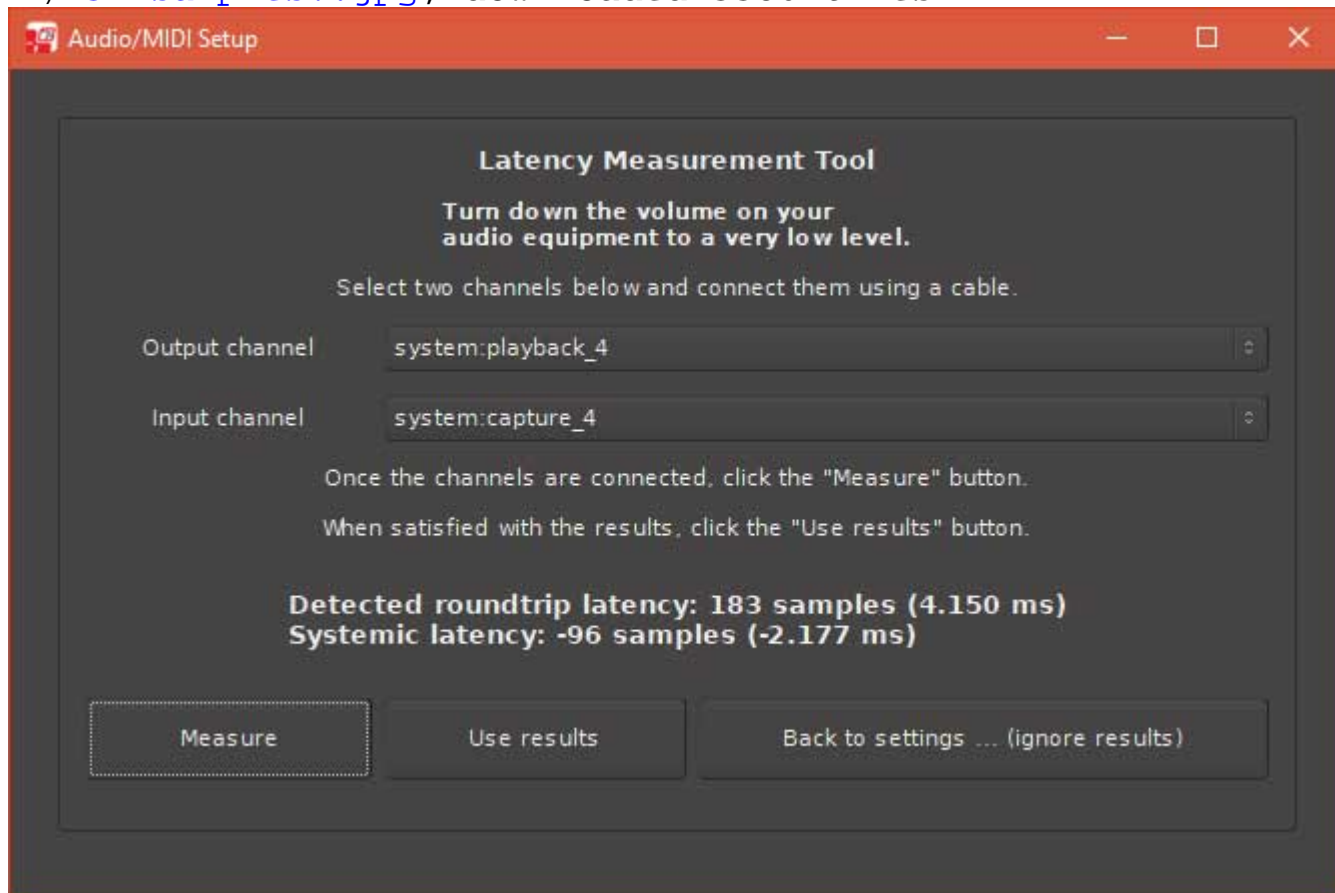 Audio/MIDI Setup
Latency Measurement Tool
Turn down the volume on your
audio equipment to a very low level.
Select two channels below and connect them using a cable.
Output channel system:playback_4
Input channel system:capture_4
Once the channels are connected, click the "Measure" button.
When satisfied with the results, click the "Use results" button.
Detected roundtrip latency: 183 samples (4.150 ms)
Systemic latency: -96 samples (-2.177 ms)
Measure Use results Back to settings ... (ignore results)